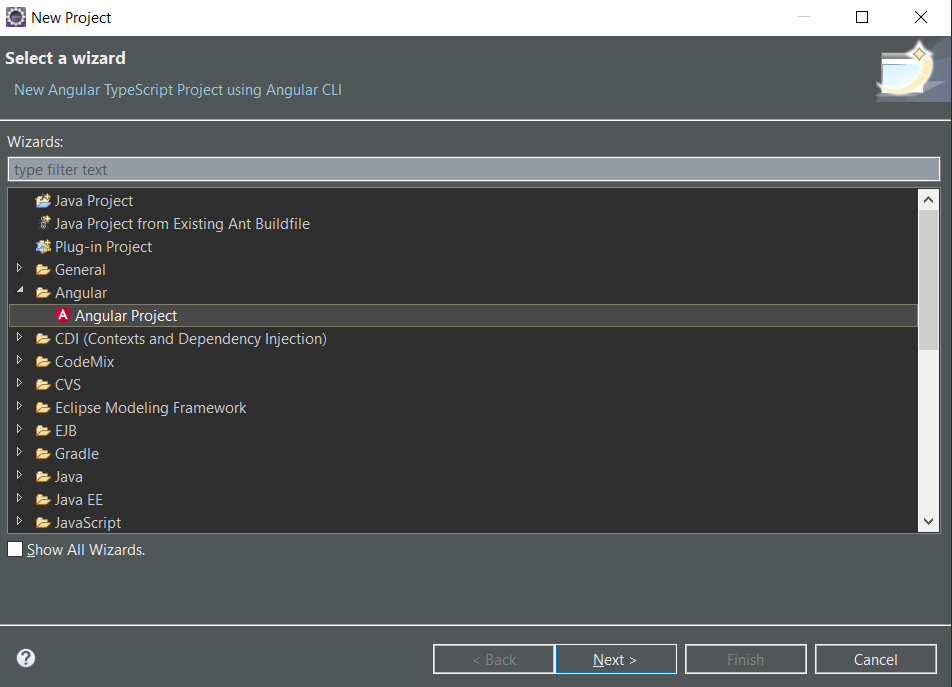 New Project
Select a wizard
New Angular TypeScript Project using Angular CLI
Wizards:
type filter text
Java Project
Java Project from Existing Ant Buildfile
Plug-in Project
General
Angular
Angular Project
CDI (Contexts and Dependency Injection)
CodeMix
CVS
Eclipse Modeling Framework
EJB
Gradle
Java
Java EE
JavaScript
Show All Wizards.
< Back
Next >
Finish
Cancel